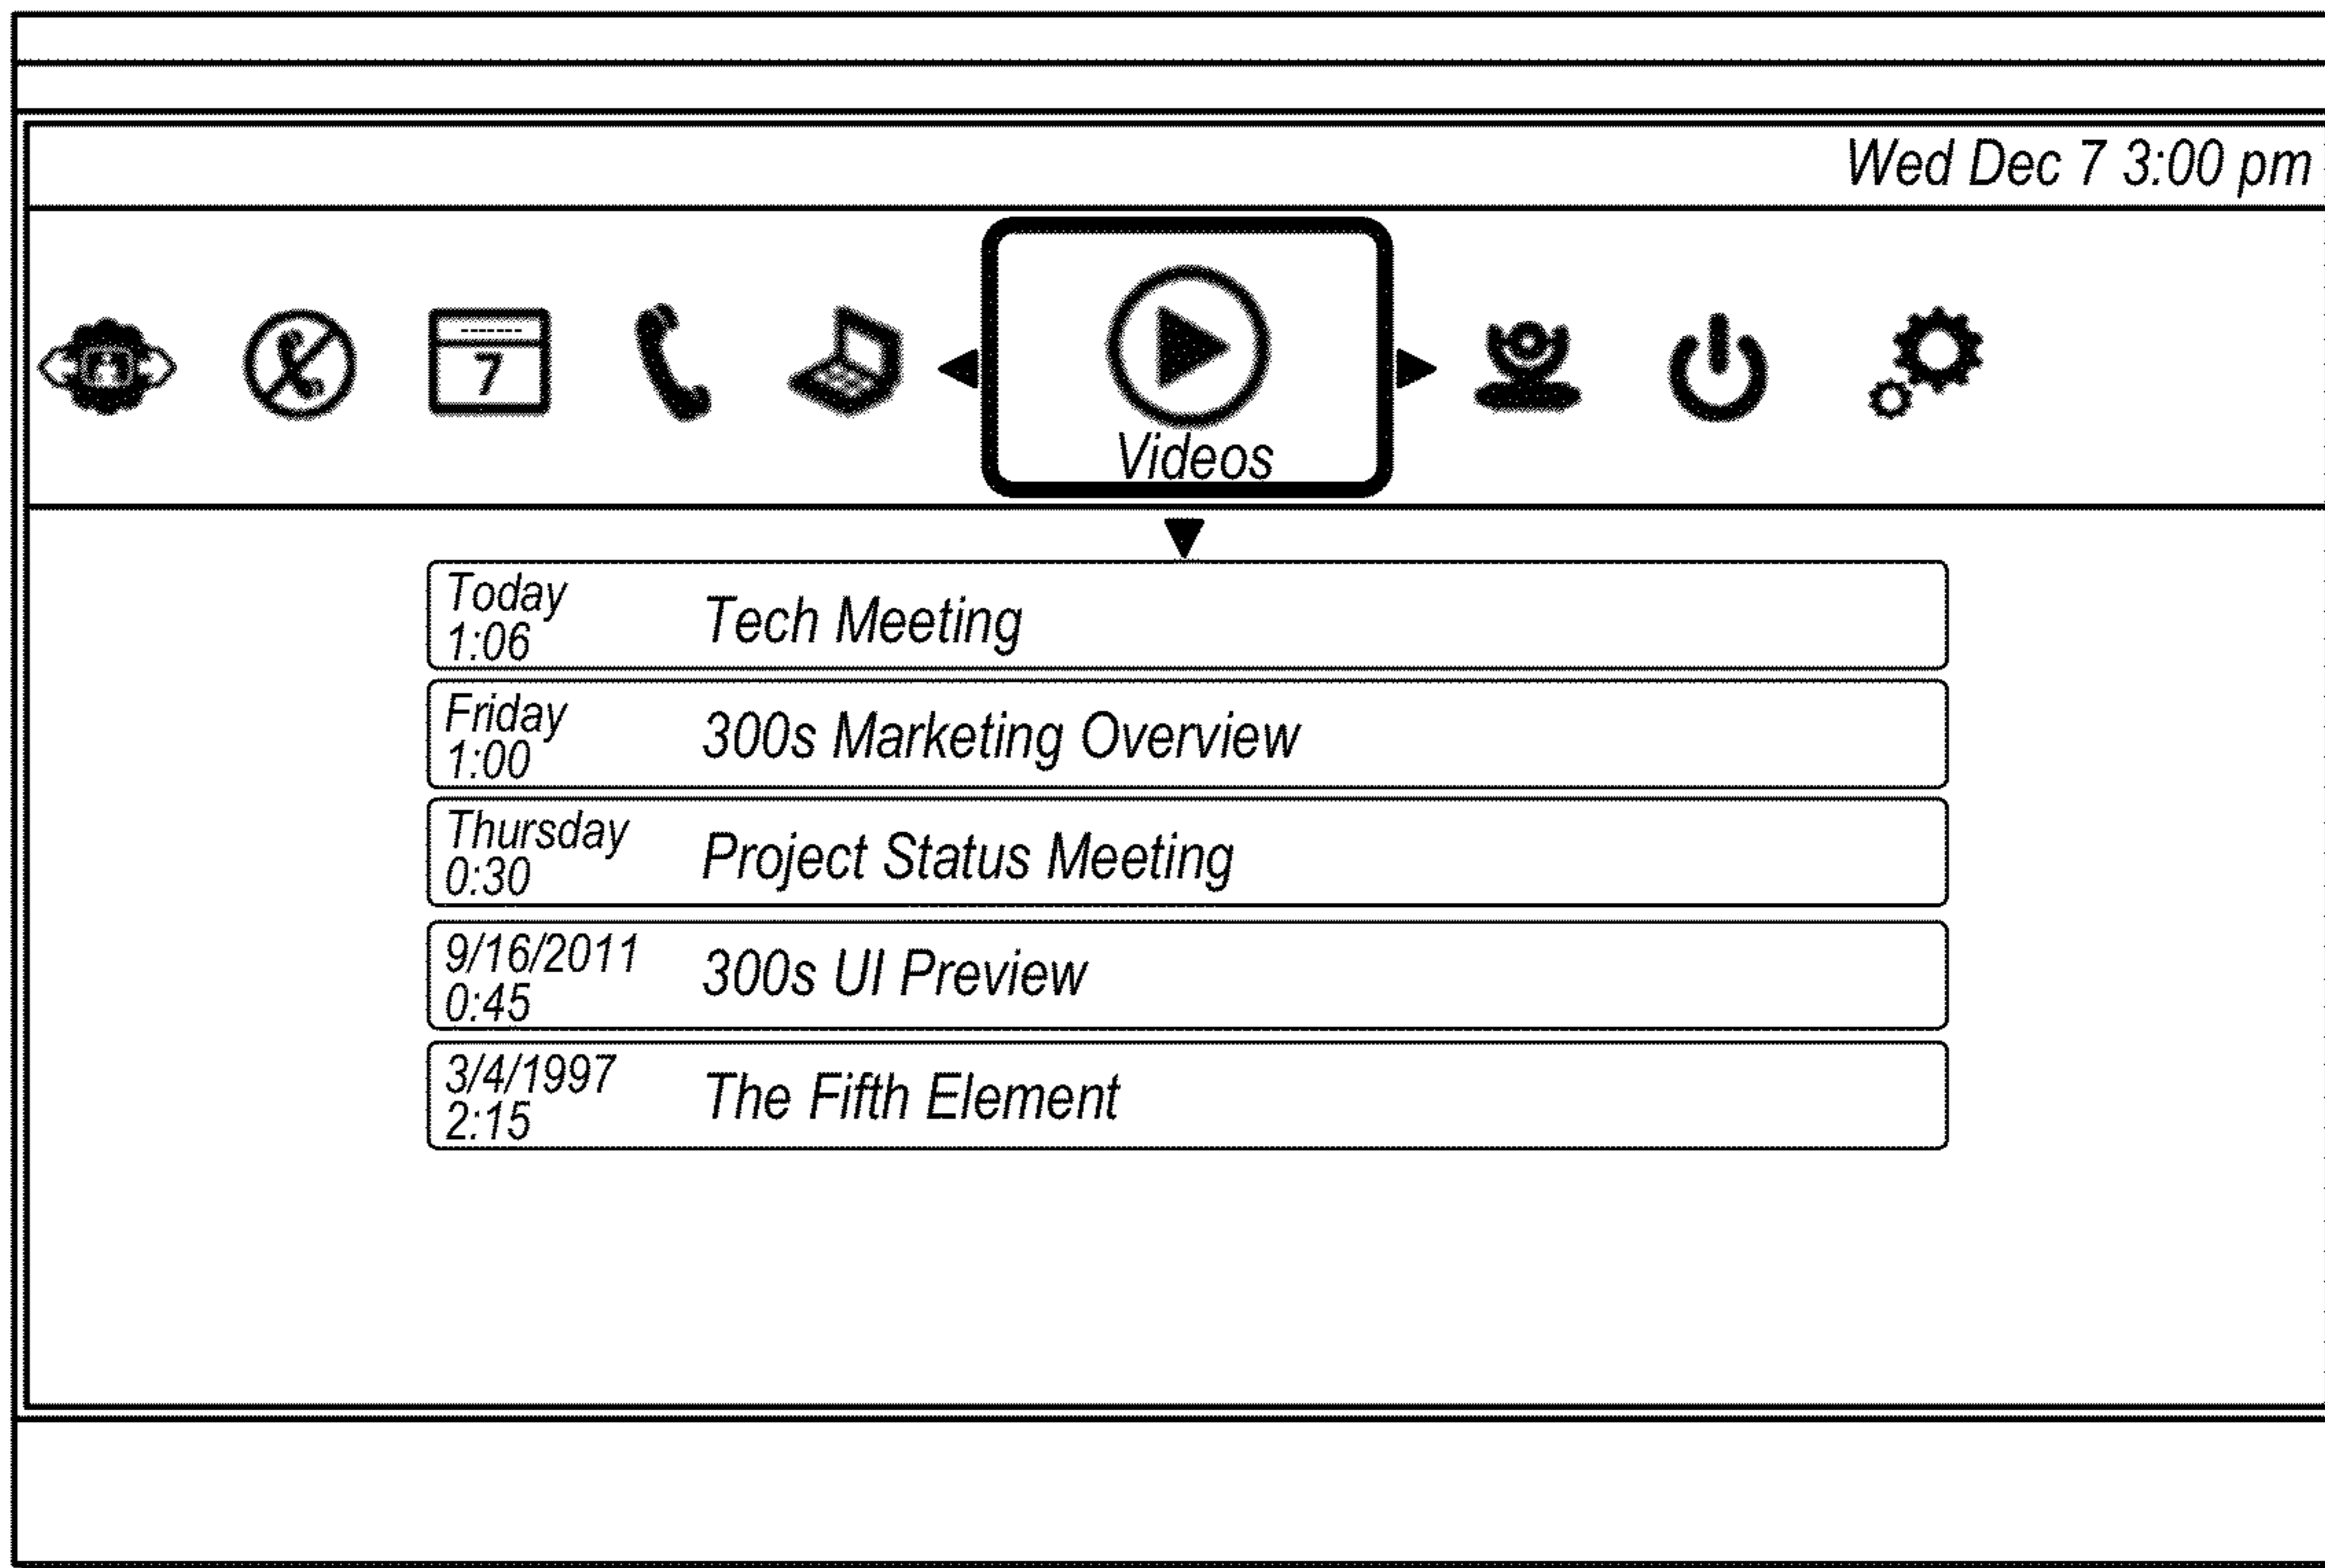 Wed Dec 7 3:00 pm
7
Videos
Today
1:06
Tech Meeting
Friday
1:00
300s Marketing Overview
Thursday
0:30
Project Status Meeting
9/16/2011
0:45
300s UI Preview
3/4/1997
2:15
The Fifth Element